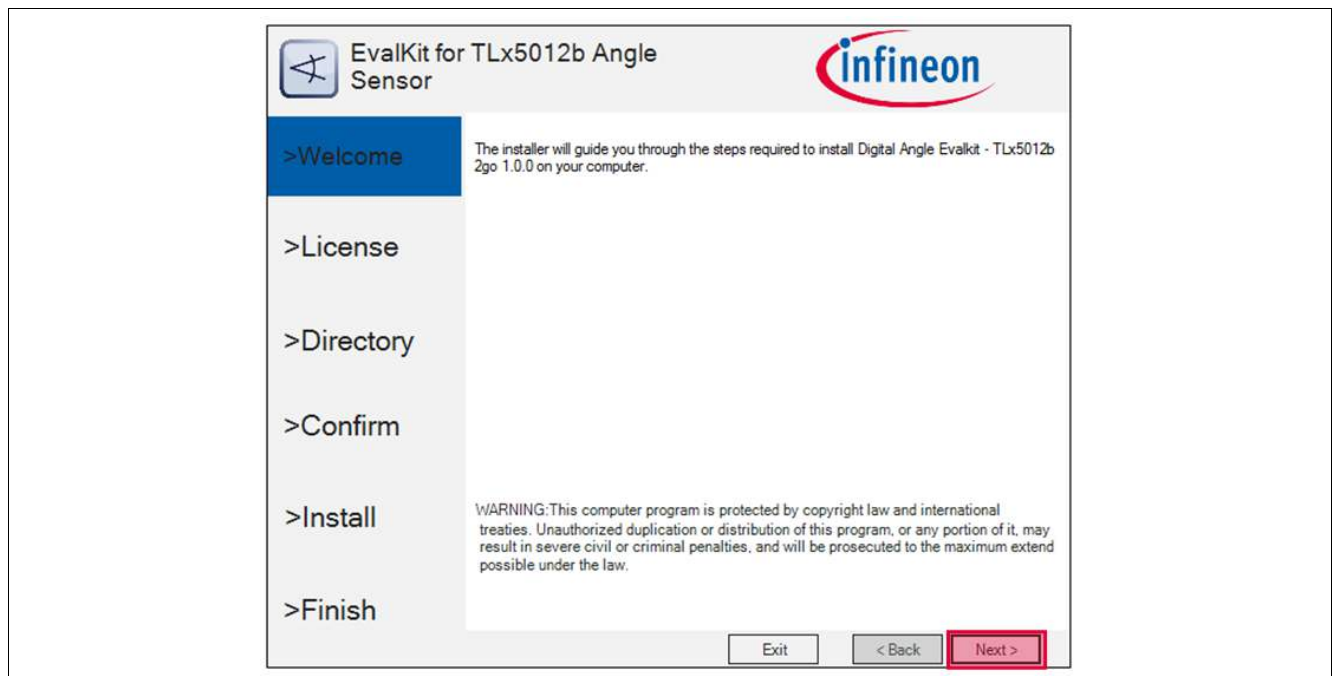 EvalKit for TLx5012b Angle
Sensor
infineon
>Welcome
The installer will guide you through the steps required to install Digital Angle Evalkit - TLx5012b
2go 1.0.0 on your computer.
>License
>Directory
>Confirm
>Install
WARNING:This computer program is protected by copyright law and international
treaties. Unauthorized duplication or distribution of this program, or any portion of it, may
result in severe civil or criminal penalties, and will be prosecuted to the maximum extend
possible under the law.
>Finish
Exit
< Back
Next >